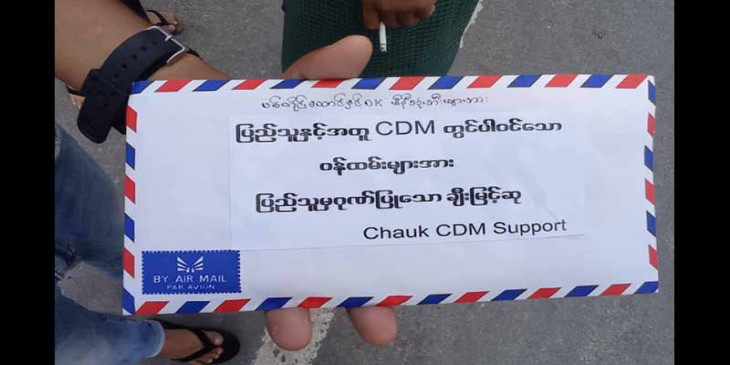 ပြည်သူနှင့်အတူ CDM တွင်ပါဝင်သော
ဝန်ထမ်းများအား
ပြည်သူမှဂုဏ်ပြုသော ချီးမြှင့်ဆု
Chauk CDM Support
BY AIR MAIL
PAR AVION